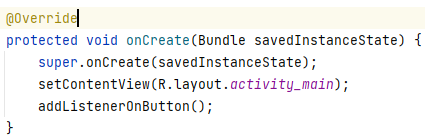 @Override
protected void onCreate(Bundle savedInstanceState) {
    super.onCreate(savedInstanceState);
    setContentView(R.layout.activity_main);
    addListenerOnButton();
}